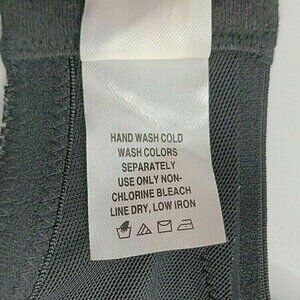 HAND WASH COLD
WASH COLORS
SEPARATELY
USE ONLY NON-
CHLORINE BLEACH
LINE DRY, LOW IRON